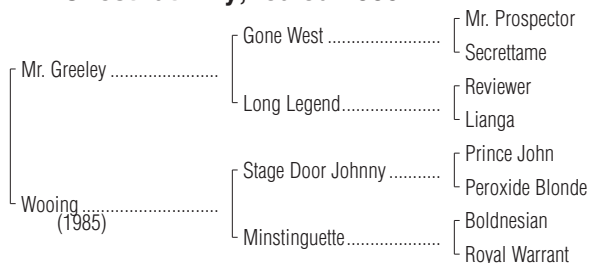 Mr. Prospector
Gone West
Secrettame
Mr. Greeley
Reviewer
Long Legend
Lianga
Prince John
Stage Door Johnny
Peroxide Blonde
Wooing
(1985)
Boldnesian
Minstinguette
Royal Warrant